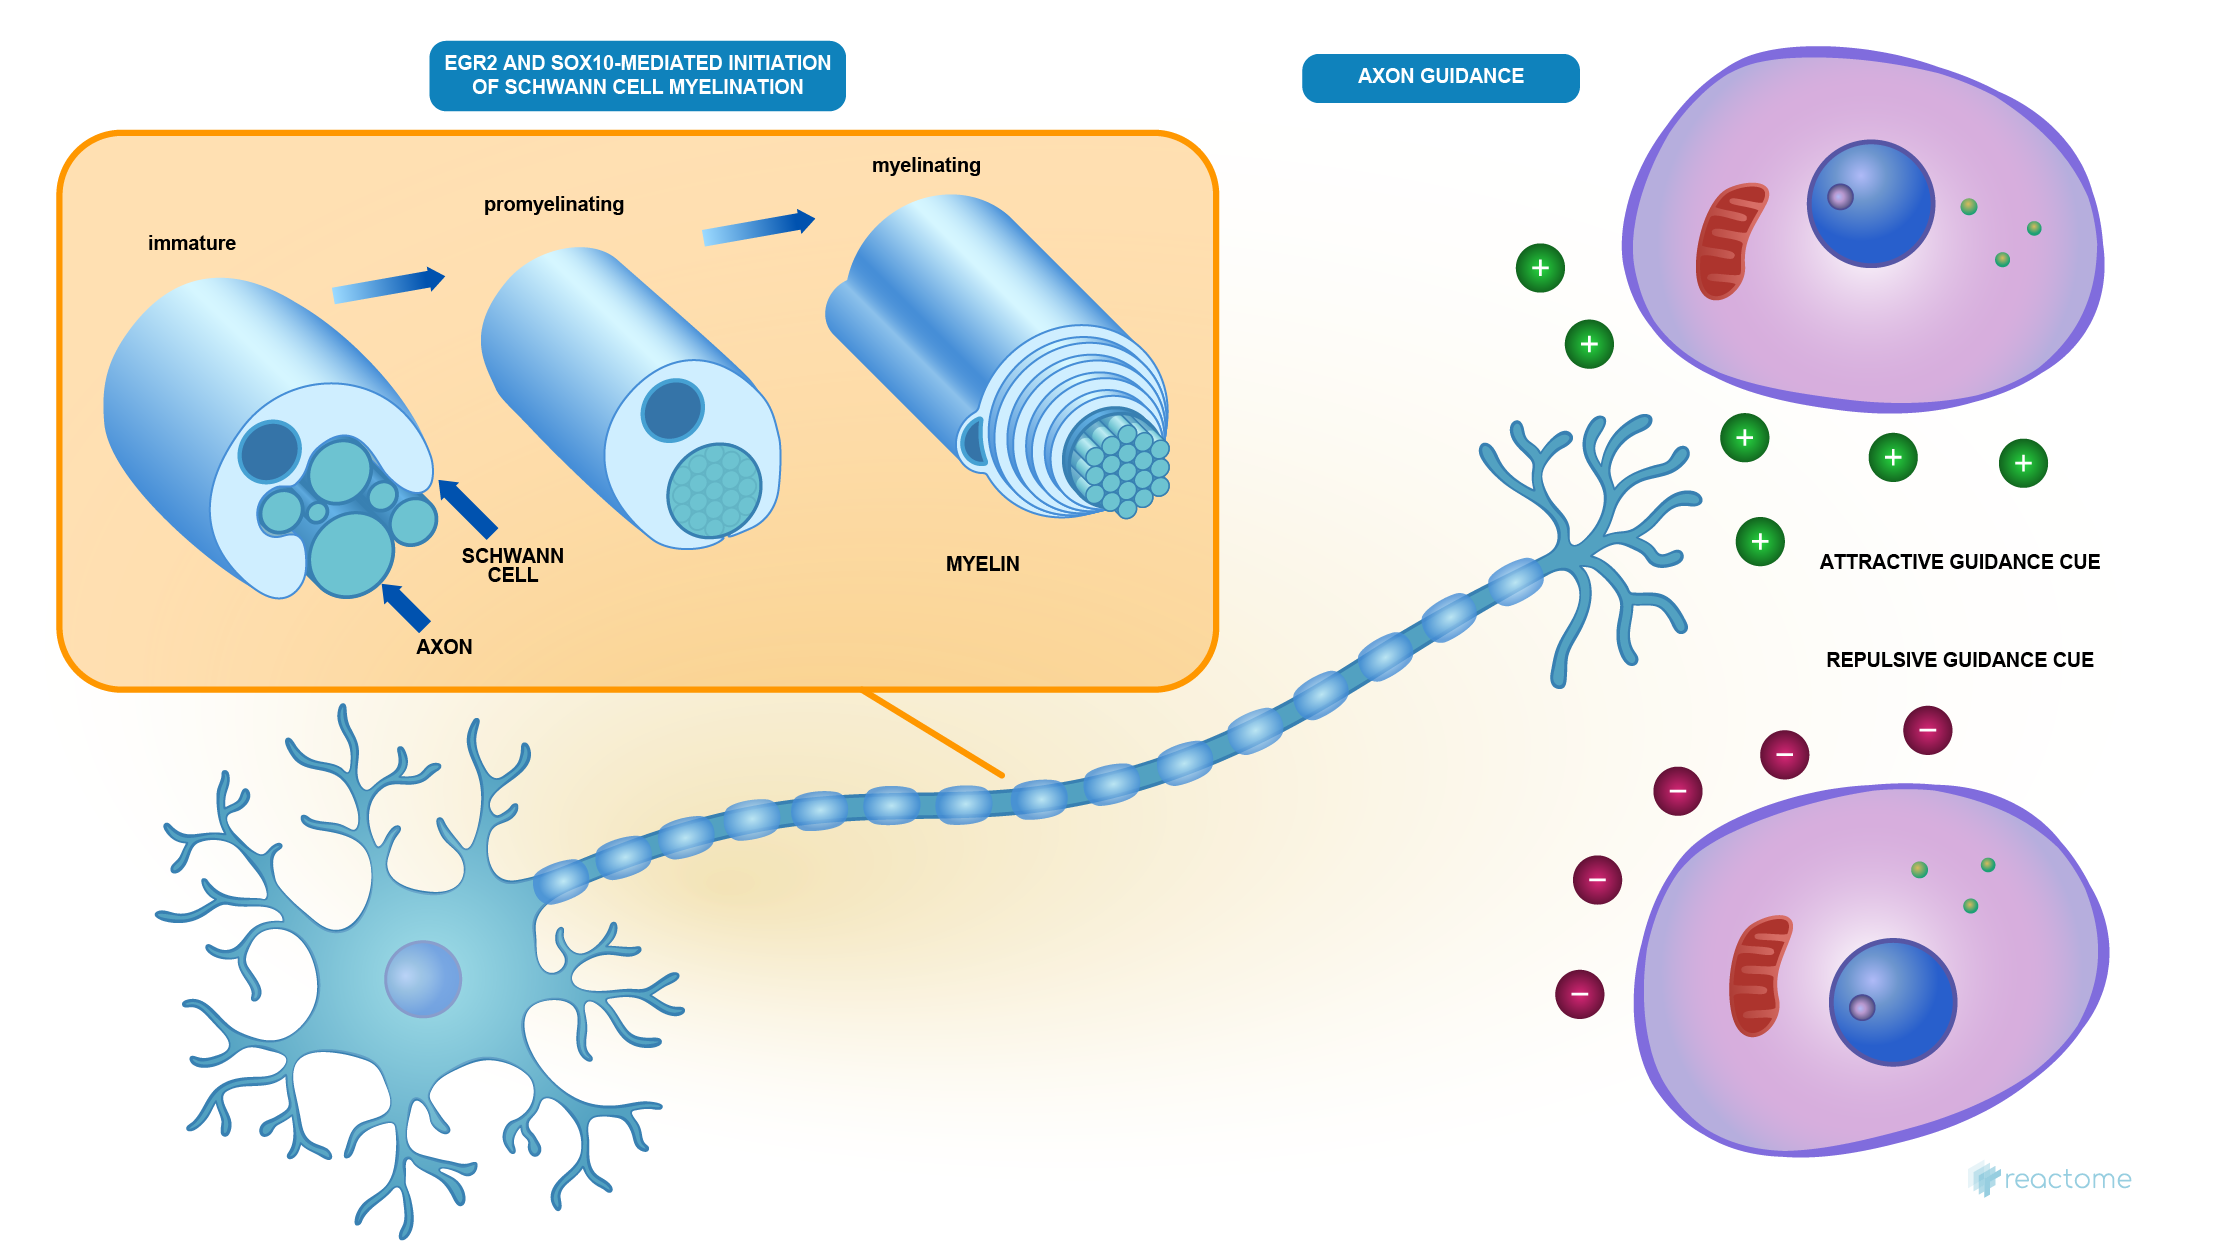 EGR2 AND SOX10-MEDIATED INITIATION
OF SCHWANN CELL MYELINATION
AXON GUIDANCE
immature
promyelinating
myelinating
SCHWANN
CELL
AXON
MYELIN
+
+
+
+
+
+
ATTRACTIVE GUIDANCE CUE
REPULSIVE GUIDANCE CUE
−
−
−
−
−
reactome